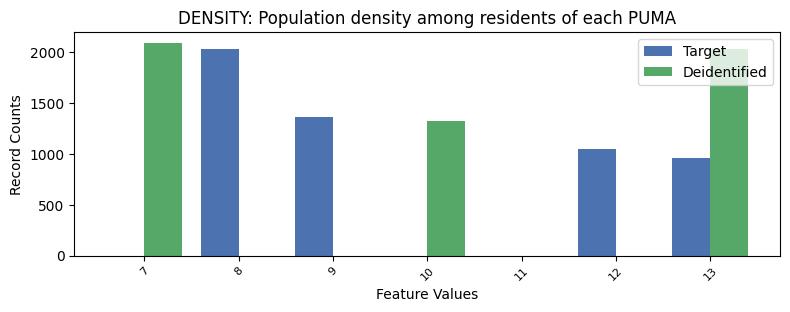 DENSITY: Population density among residents of each PUMA
Target
Deidentified
Record Counts
2000
1500
1000
500
0
7 8 9 10 11 12 13
Feature Values